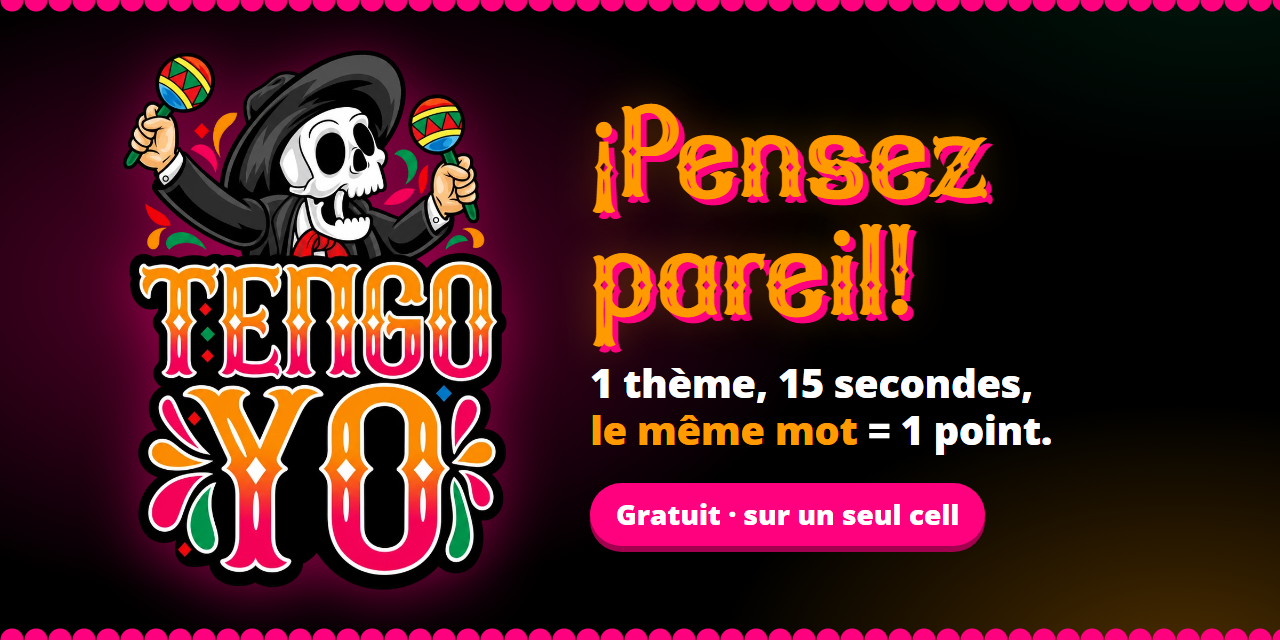 TENGO
YO
¡Pensez
pareil!
1 thème, 15 secondes,
le même mot = 1 point.
Gratuit · sur un seul cell